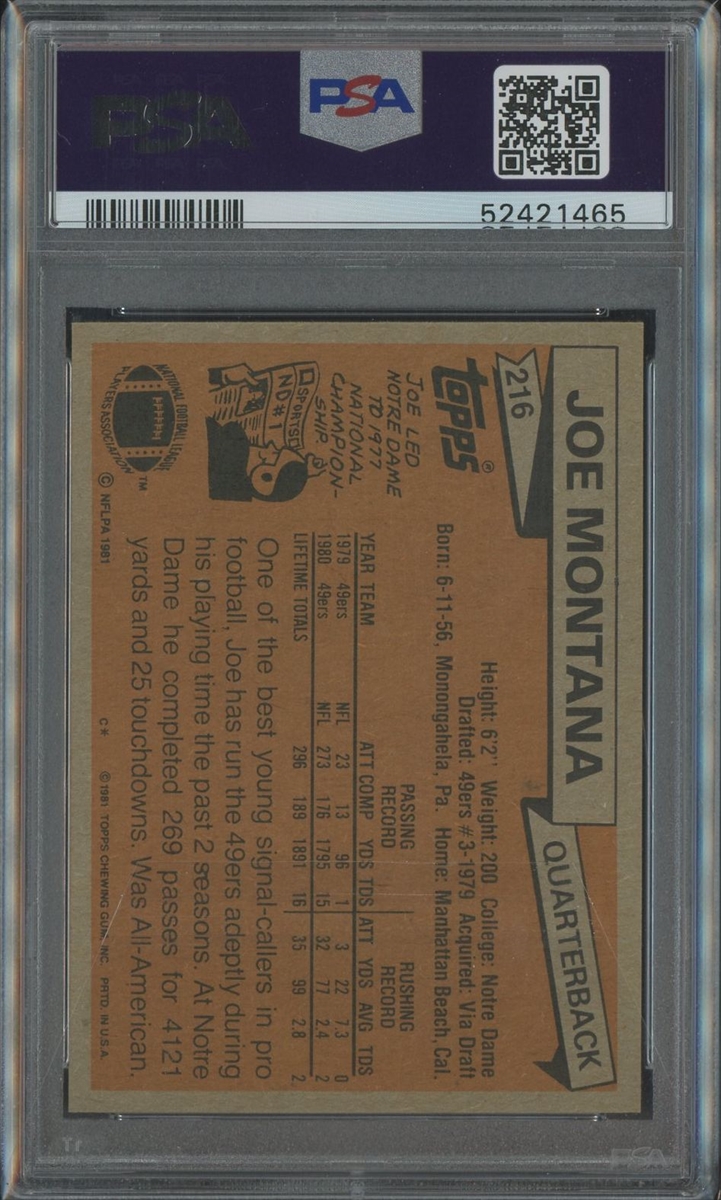 PSA
PSA
52421465
JOE MONTANA
QUARTERBACK
216
topps®
Height: 6'2" Weight: 200 College: Notre Dame
Drafted: 49ers #3-1979 Acquired: Via Draft
Born: 6-11-56, Monongahela, Pa. Home: Manhattan Beach, Cal.
JOE LED
NOTRE DAME
TO 1977
NATIONAL
CHAMPION-
SHIP.
SPORTS
ND #1
PASSING RECORD RUSHING RECORD
YEAR TEAM ATT COMP YDS TDS ATT YDS AVG TDS
1979 49ers NFL 23 13 96 1 3 22 7.3 0
1980 49ers NFL 273 176 1795 15 32 77 2.4 2
LIFETIME TOTALS 296 189 1891 16 35 99 2.8 2
One of the best young signal-callers in pro
football, Joe has run the 49ers adeptly during
his playing time the past 2 seasons. At Notre
Dame he completed 269 passes for 4121
yards and 25 touchdowns. Was All-American.
NATIONAL FOOTBALL LEAGUE
PLAYERS ASSOCIATION
™
© NFLPA 1981
C* ©1981 TOPPS CHEWING GUM, INC. PRTD. IN U.S.A.
PSA